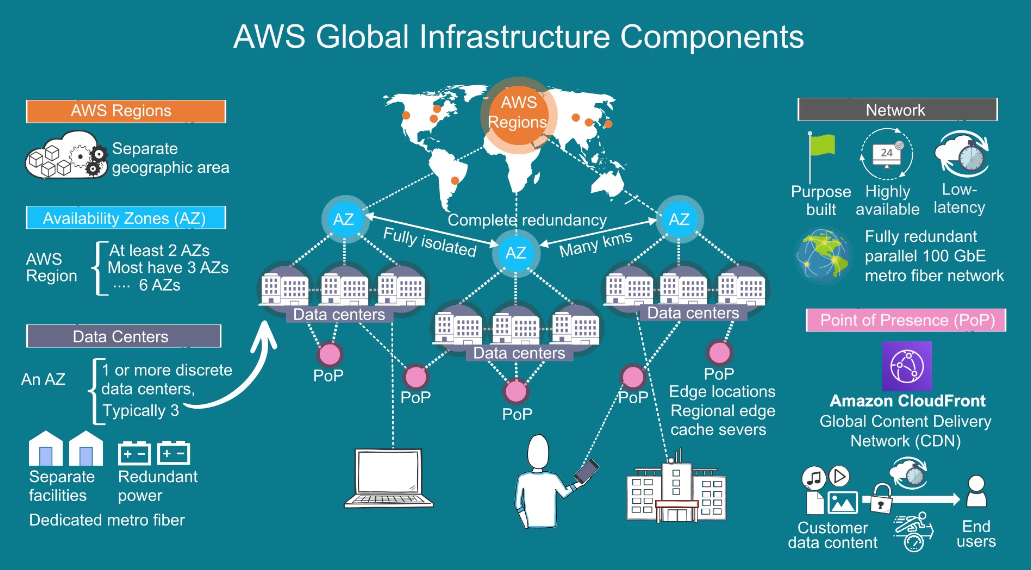 AWS Global Infrastructure Components
AWS Regions
Separate
geographic area
Availability Zones (AZ)
AWS
Region
At least 2 AZs
Most have 3 AZs
.... 6 AZs
Data Centers
An AZ
1 or more discrete
data centers,
Typically 3
Separate
facilities
Redundant
power
Dedicated metro fiber
AWS
Regions
AZ
AZ
AZ
Complete redundancy
Fully isolated
Many kms
Data centers
Data centers
Data centers
PoP
PoP
PoP
PoP
PoP
Edge locations
Regional edge
cache severs
Network
24
Purpose
built
Highly
available
Low-
latency
Fully redundant
parallel 100 GbE
metro fiber network
Point of Presence (PoP)
Amazon CloudFront
Global Content Delivery
Network (CDN)
Customer
data content
End
users